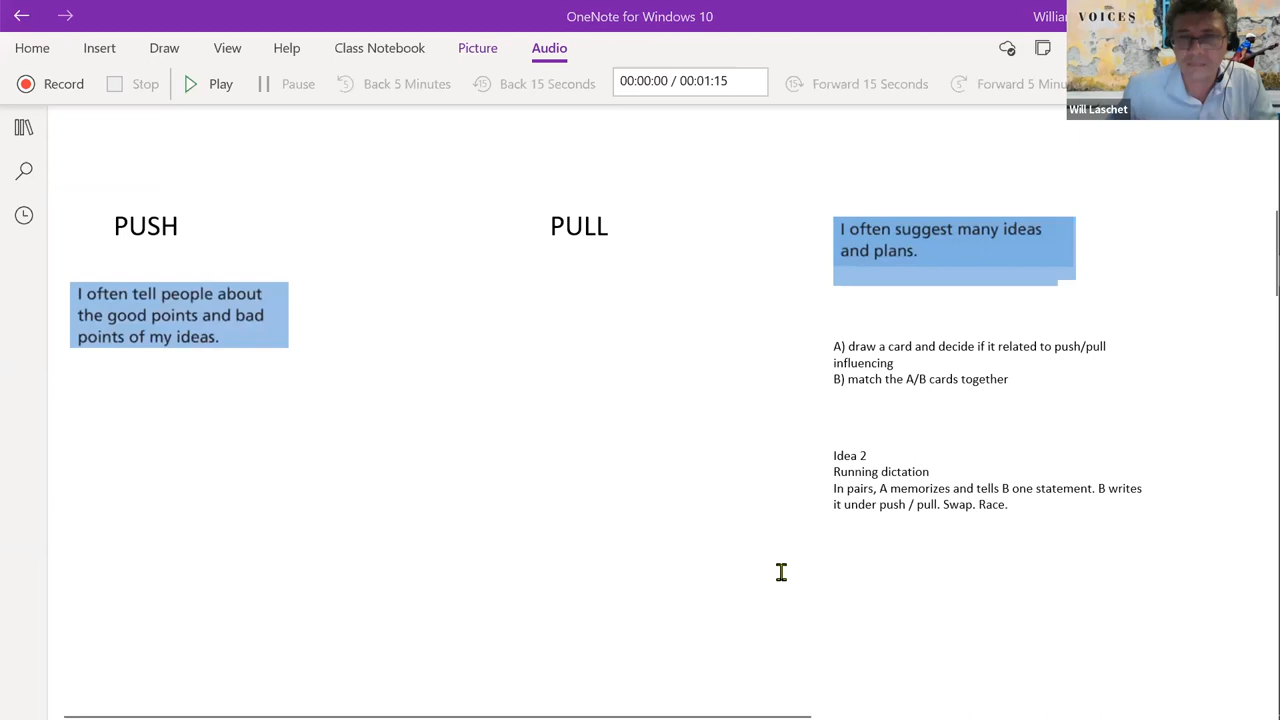 OneNote for Windows 10
Willia
VOICES
Home Insert Draw View Help Class Notebook Picture Audio
Record Stop Play Pause Back 5 Minutes Back 15 Seconds 00:00:00 / 00:01:15 Forward 15 Seconds Forward 5 Minu
Will Laschet
PUSH
PULL
I often tell people about
the good points and bad
points of my ideas.
I often suggest many ideas
and plans.
A) draw a card and decide if it related to push/pull
influencing
B) match the A/B cards together
Idea 2
Running dictation
In pairs, A memorizes and tells B one statement. B writes
it under push / pull. Swap. Race.